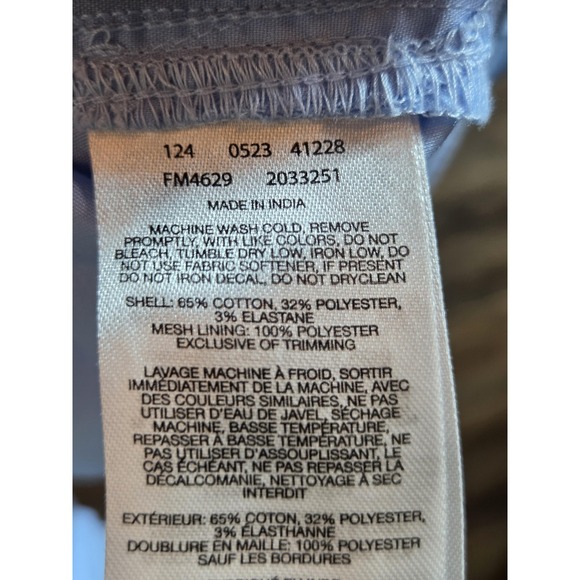 124 0523 41228
FM4629 2033251
MADE IN INDIA
MACHINE WASH COLD, REMOVE
PROMPTLY, WITH LIKE COLORS, DO NOT
BLEACH, TUMBLE DRY LOW, IRON LOW, DO
NOT USE FABRIC SOFTENER, IF PRESENT
DO NOT IRON DECAL, DO NOT DRYCLEAN
SHELL: 65% COTTON, 32% POLYESTER,
3% ELASTANE
MESH LINING: 100% POLYESTER
EXCLUSIVE OF TRIMMING
LAVAGE MACHINE À FROID, SORTIR
IMMÉDIATEMENT DE LA MACHINE, AVEC
DES COULEURS SIMILAIRES, NE PAS
UTILISER D'EAU DE JAVEL, SÉCHAGE
MACHINE, BASSE TEMPÉRATURE,
REPASSER À BASSE TEMPÉRATURE, NE
PAS UTILISER D'ASSOUPLISSANT, LE
CAS ÉCHÉANT, NE PAS REPASSER LA
DÉCALCOMANIE, NETTOYAGE À SEC
INTERDIT
EXTÉRIEUR: 65% COTON, 32% POLYESTER,
3% ÉLASTHANNE
DOUBLURE EN MAILLE: 100% POLYESTER
SAUF LES BORDURES